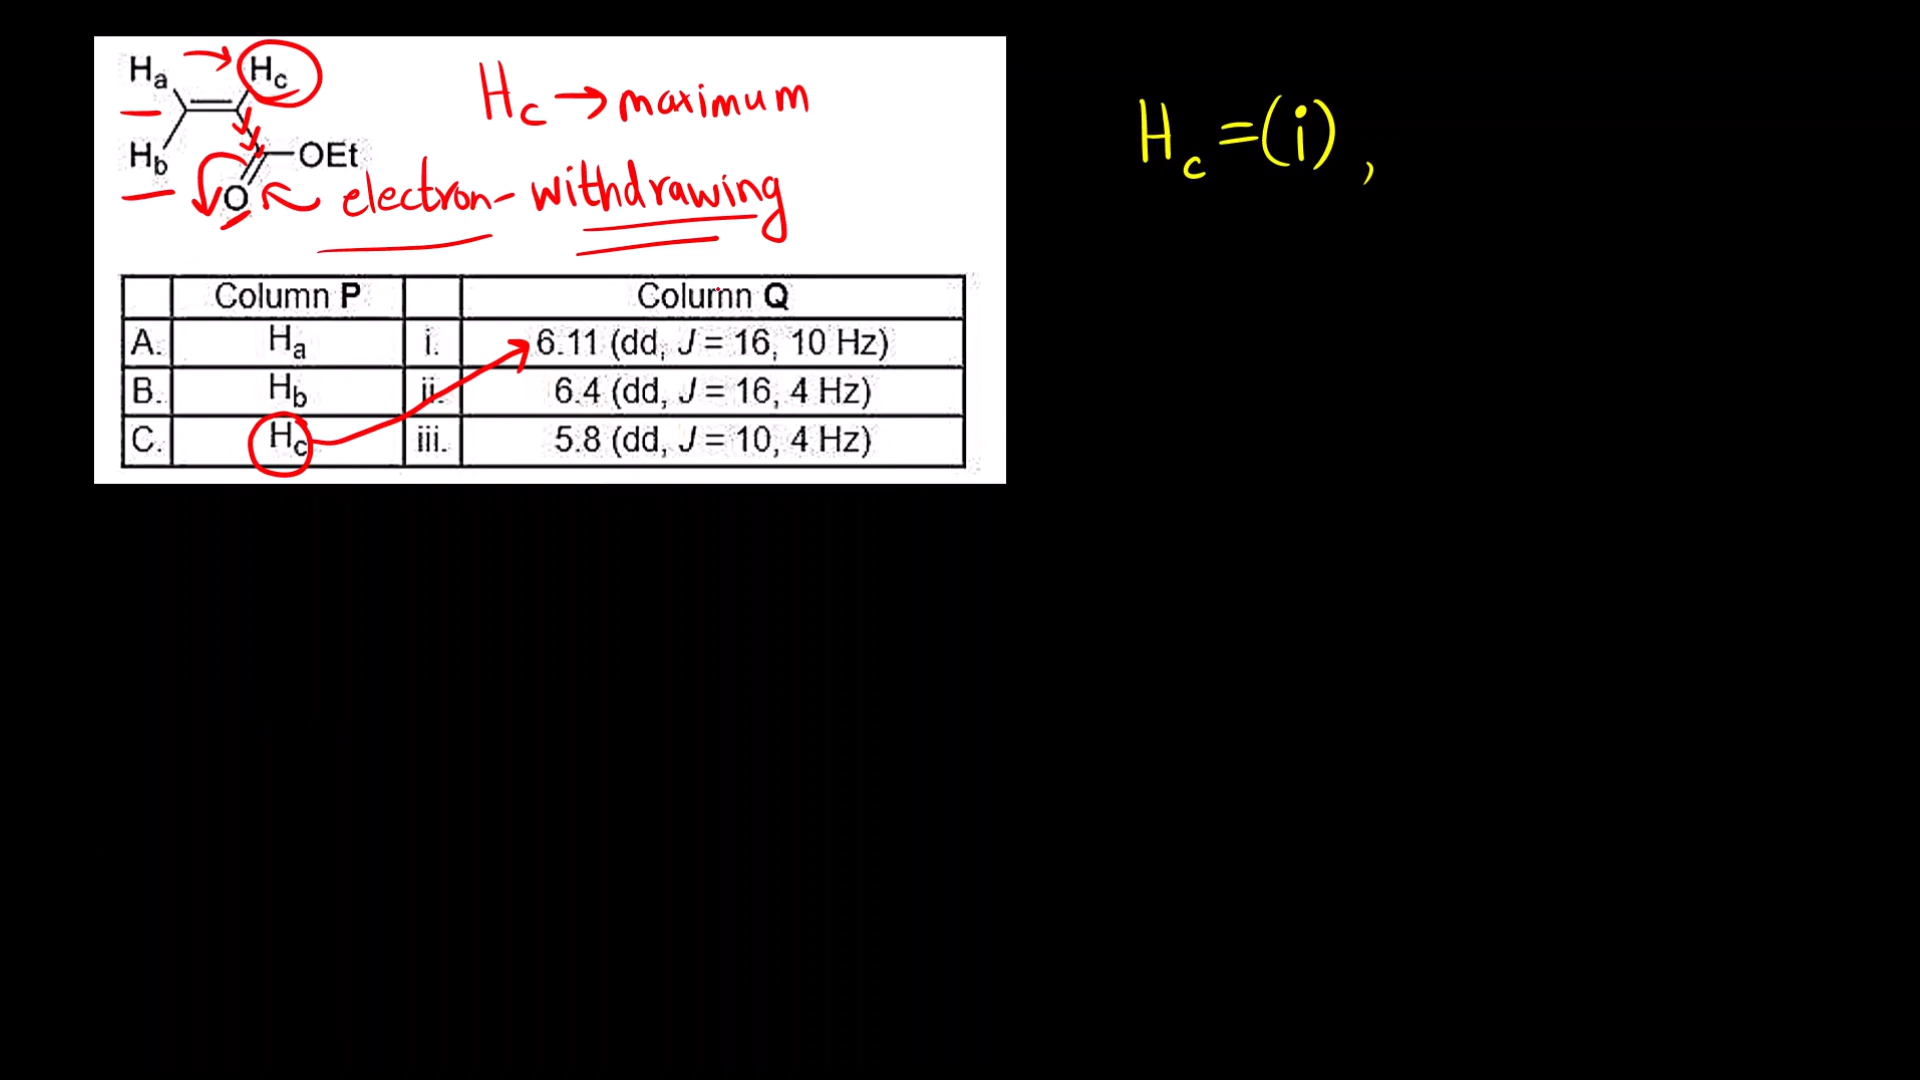 Ha → Hc
Hc → maximum
Hb
OEt
O
electron-withdrawing
Hc = (i),
Column P Column Q
A. Ha i. 6.11 (dd, J = 16, 10 Hz)
B. Hb ii. 6.4 (dd, J = 16, 4 Hz)
C. Hc iii. 5.8 (dd, J = 10, 4 Hz)